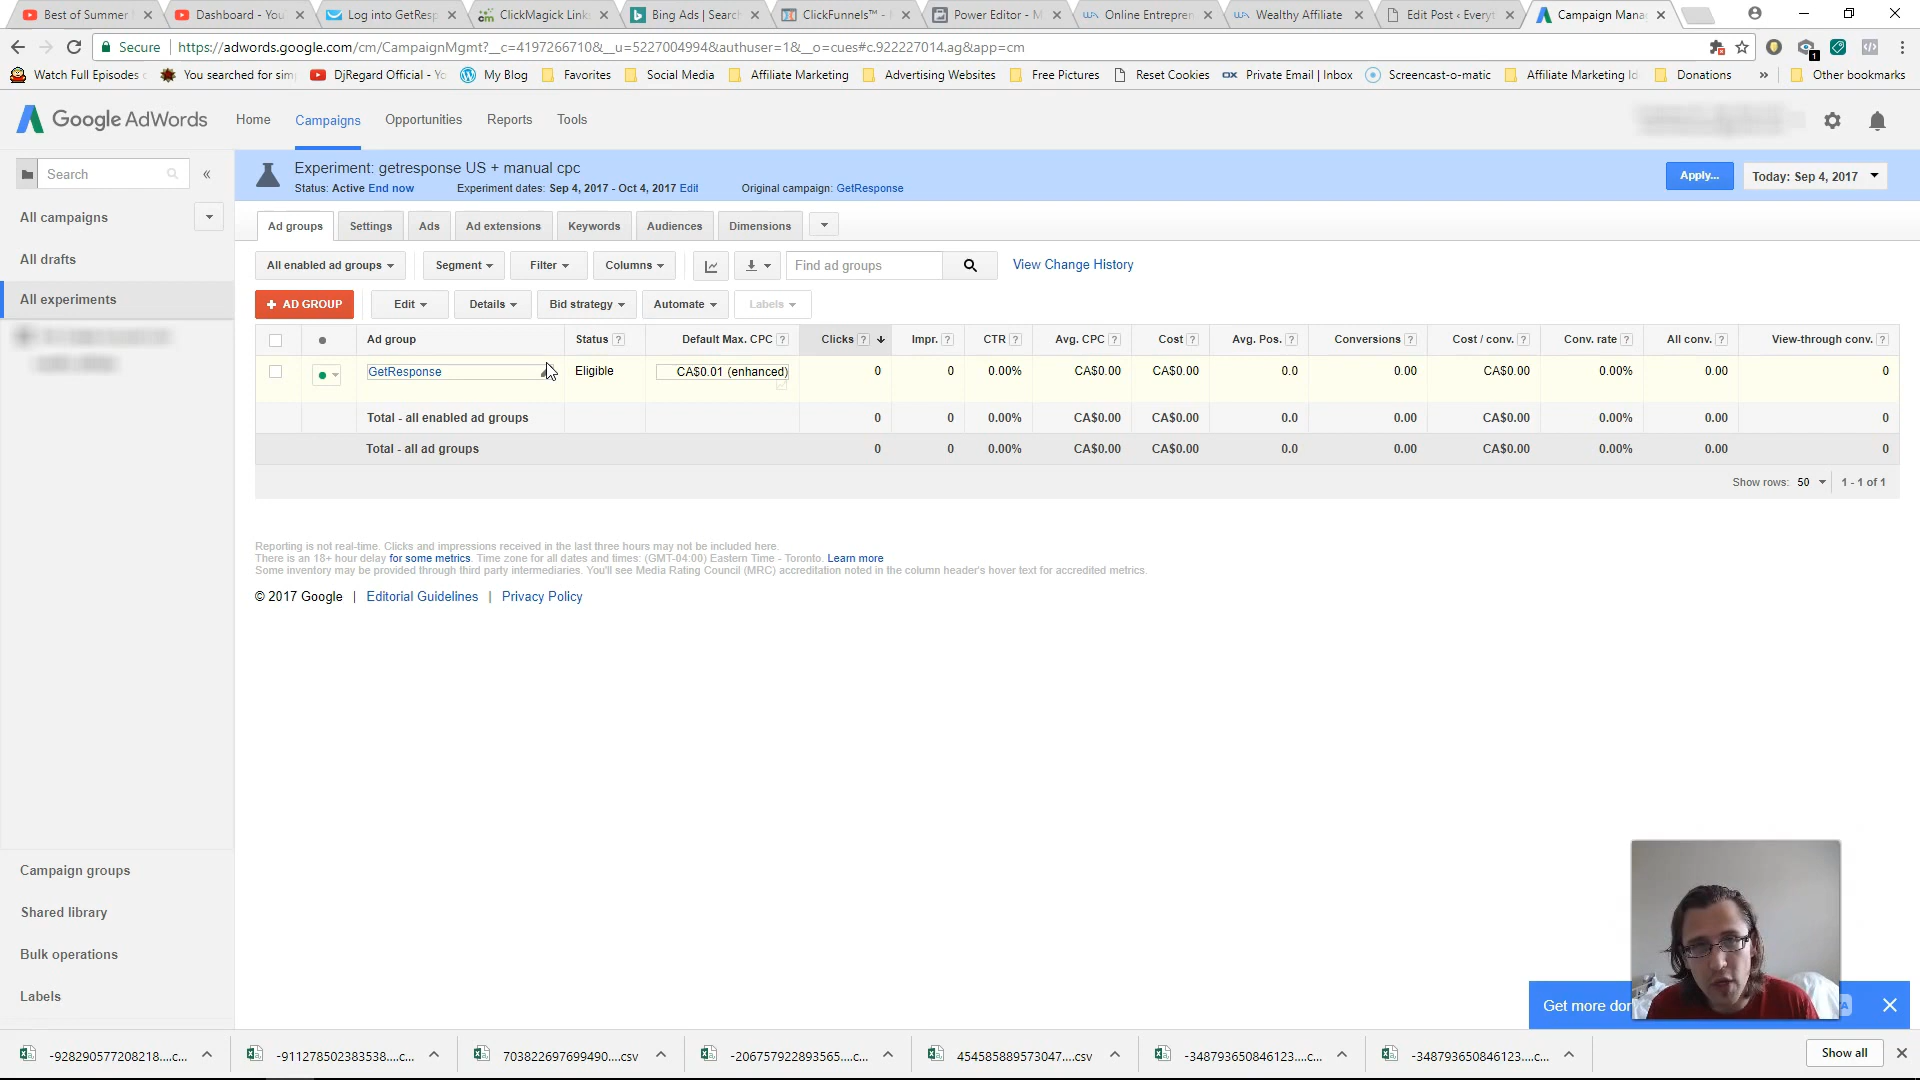 Best of Summer
Dashboard - You
Log into GetResp
ClickMagick Link
Bing Ads | Search
ClickFunnels™ -
Power Editor - M
Online Entrepren
Wealthy Affiliate
Edit Post ‹ Everyt
Campaign Mana
Secure
https://adwords.google.com/cm/CampaignMgmt?__c=4197266710&__u=5227004994&authuser=1&__o=cues#c.922227014.ag&app=cm
1
Watch Full Episodes
You searched for sim
DjRegard Official - Yo
My Blog
Favorites
Social Media
Affiliate Marketing
Advertising Websites
Free Pictures
Reset Cookies
Private Email | Inbox
Screencast-o-matic
Affiliate Marketing Id
Donations
»
Other bookmarks
Google AdWords
Home
Campaigns
Opportunities
Reports
Tools
Search
«
Experiment: getresponse US + manual cpc
Status: Active End now
Experiment dates: Sep 4, 2017 - Oct 4, 2017 Edit
Original campaign: GetResponse
Apply...
Today: Sep 4, 2017
All campaigns
All drafts
All experiments
Ad groups
Settings
Ads
Ad extensions
Keywords
Audiences
Dimensions
All enabled ad groups
Segment
Filter
Columns
Find ad groups
View Change History
+ AD GROUP
Edit
Details
Bid strategy
Automate
Labels
Ad group Status ? Default Max. CPC ? Clicks ? Impr. ? CTR ? Avg. CPC ? Cost ? Avg. Pos. ? Conversions ? Cost / conv. ? Conv. rate ? All conv. ? View-through conv. ?
GetResponse Eligible CA$0.01 (enhanced) 0 0 0.00% CA$0.00 CA$0.00 0.0 0.00 CA$0.00 0.00% 0.00 0
Total - all enabled ad groups 0 0 0.00% CA$0.00 CA$0.00 0.0 0.00 CA$0.00 0.00% 0.00 0
Total - all ad groups 0 0 0.00% CA$0.00 CA$0.00 0.0 0.00 CA$0.00 0.00% 0.00 0
Show rows: 50 1 - 1 of 1
Reporting is not real-time. Clicks and impressions received in the last three hours may not be included here.
There is an 18+ hour delay for some metrics. Time zone for all dates and times: (GMT-04:00) Eastern Time - Toronto. Learn more
Some inventory may be provided through third party intermediaries. You'll see Media Rating Council (MRC) accreditation noted in the column header's hover text for accredited metrics.
© 2017 Google | Editorial Guidelines | Privacy Policy
Campaign groups
Shared library
Bulk operations
Labels
Get more don
-928290577208218....c...
-911278502383538....c...
703822697699490....csv
-206757922893565....c...
454585889573047....csv
-348793650846123....c...
-348793650846123....c...
Show all